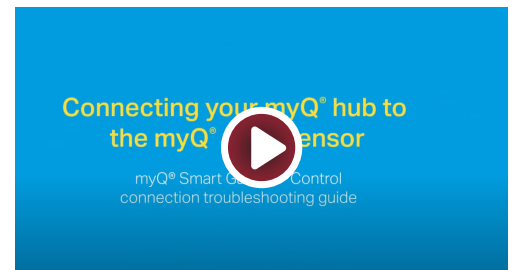 Connecting your myQ® hub to
the myQ® ensor
myQ® Smart G Control
connection troubleshooting guide